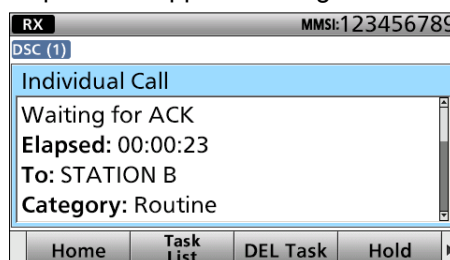 RX MMSI:123456789
DSC (1)
Individual Call
Waiting for ACK
Elapsed: 00:00:23
To: STATION B
Category: Routine
Home Task List DEL Task Hold